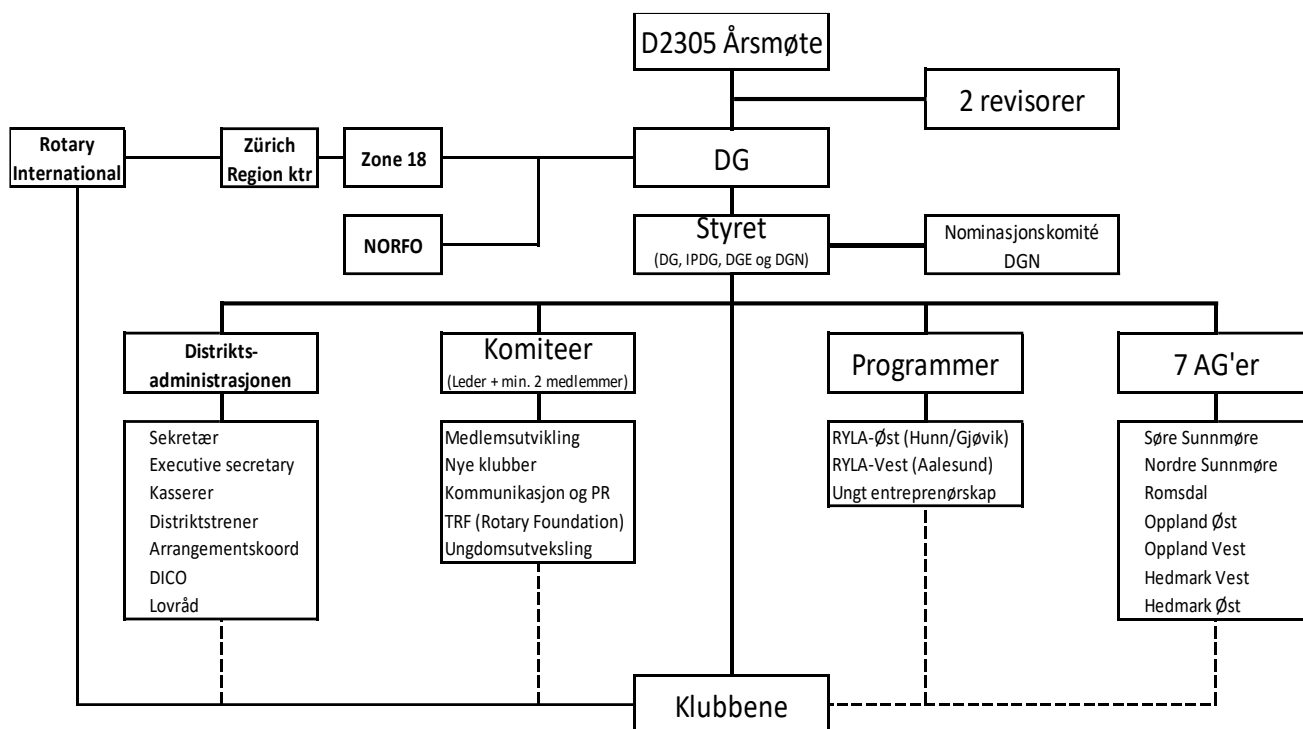 D2305 Årsmøte
2 revisorer
Rotary
International
Zürich
Region ktr
Zone 18
DG
NORFO
Styret
(DG, IPDG, DGE og DGN)
Nominasjonskomité
DGN
Distrikts-
administrasjonen
Komiteer
(Leder + min. 2 medlemmer)
Programmer
7 AG'er
Sekretær
Executive secretary
Kasserer
Distriktstrener
Arrangementskoord
DICO
Lovråd
Medlemsutvikling
Nye klubber
Kommunikasjon og PR
TRF (Rotary Foundation)
Ungdomsutveksling
RYLA-Øst (Hunn/Gjøvik)
RYLA-Vest (Aalesund)
Ungt entreprenørskap
Søre Sunnmøre
Nordre Sunnmøre
Romsdal
Oppland Øst
Oppland Vest
Hedmark Vest
Hedmark Øst
Klubbene